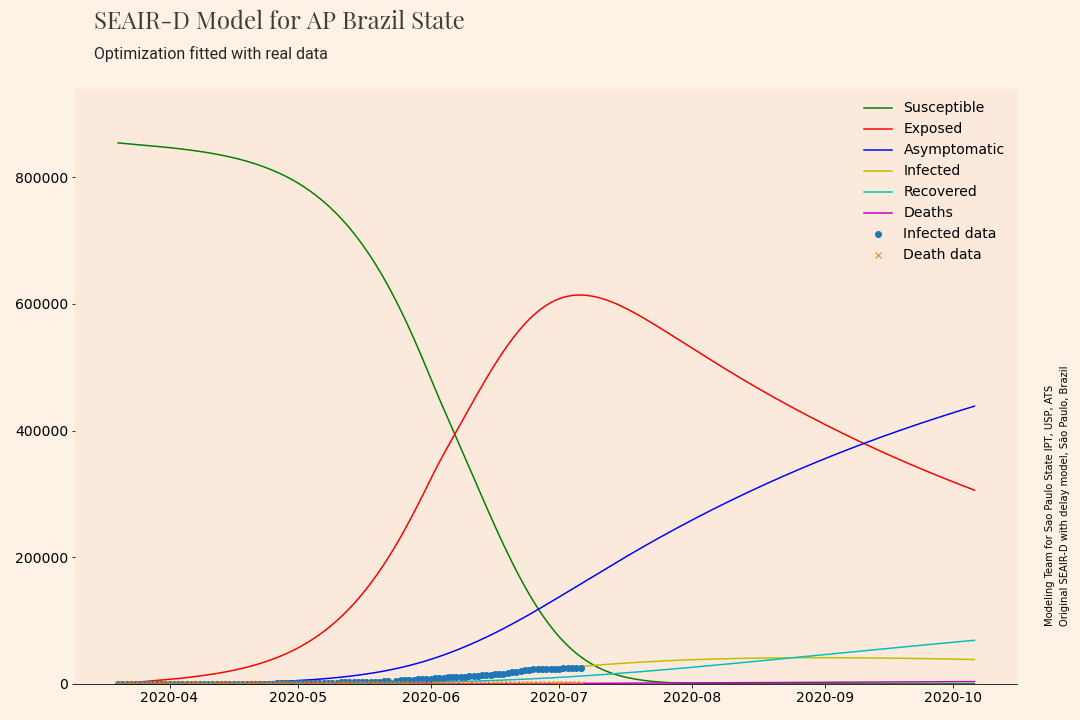 SEAIR-D Model for AP Brazil State
Optimization fitted with real data
Susceptible
Exposed
Asymptomatic
Infected
Recovered
Deaths
Infected data
Death data
800000
600000
400000
200000
0
2020-04
2020-05
2020-06
2020-07
2020-08
2020-09
2020-10
Modeling Team for Sao Paulo State IPT, USP, ATS
Original SEAIR-D with delay model, São Paulo, Brazil